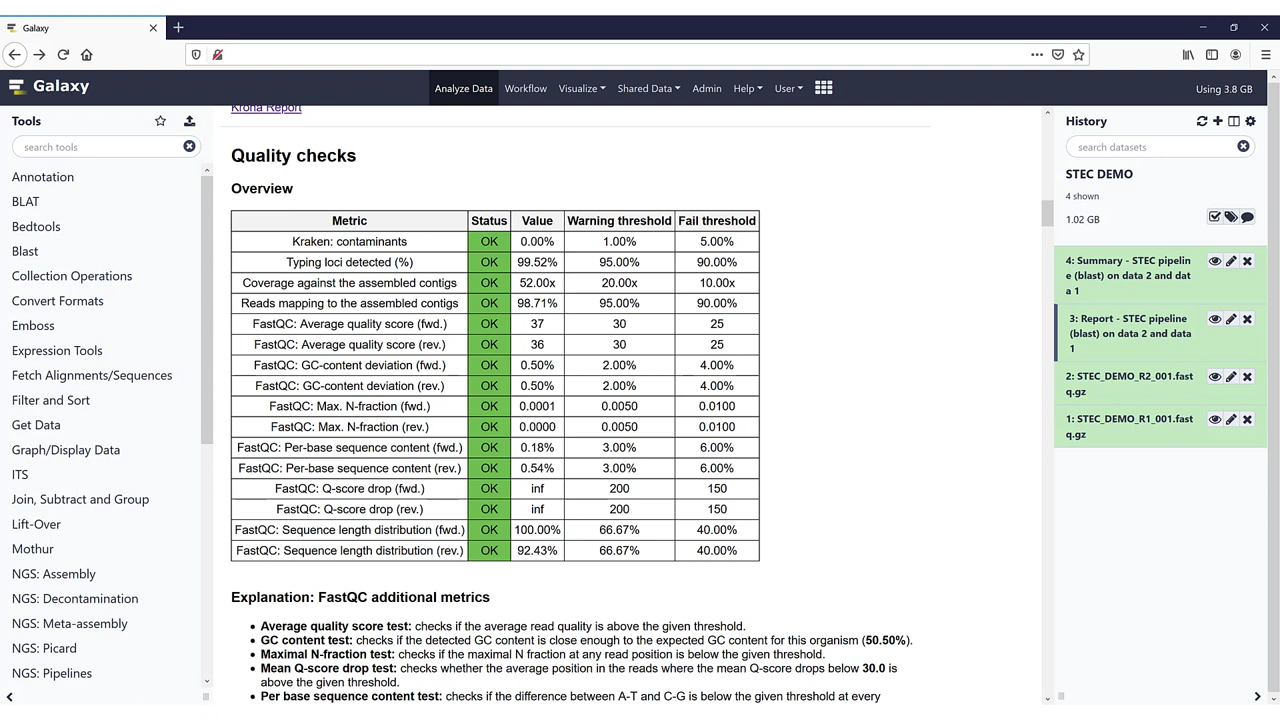 Galaxy
Galaxy
Analyze Data
Workflow
Visualize
Shared Data
Admin
Help
User
Using 3.8 GB
Tools
search tools
Annotation
BLAT
Bedtools
Blast
Collection Operations
Convert Formats
Emboss
Expression Tools
Fetch Alignments/Sequences
Filter and Sort
Get Data
Graph/Display Data
ITS
Join, Subtract and Group
Lift-Over
Mothur
NGS: Assembly
NGS: Decontamination
NGS: Meta-assembly
NGS: Picard
NGS: Pipelines
Krona Report
Quality checks
Overview
Metric Status Value Warning threshold Fail threshold
Kraken: contaminants OK 0.00% 1.00% 5.00%
Typing loci detected (%) OK 99.52% 95.00% 90.00%
Coverage against the assembled contigs OK 52.00x 20.00x 10.00x
Reads mapping to the assembled contigs OK 98.71% 95.00% 90.00%
FastQC: Average quality score (fwd.) OK 37 30 25
FastQC: Average quality score (rev.) OK 36 30 25
FastQC: GC-content deviation (fwd.) OK 0.50% 2.00% 4.00%
FastQC: GC-content deviation (rev.) OK 0.50% 2.00% 4.00%
FastQC: Max. N-fraction (fwd.) OK 0.0001 0.0050 0.0100
FastQC: Max. N-fraction (rev.) OK 0.0000 0.0050 0.0100
FastQC: Per-base sequence content (fwd.) OK 0.18% 3.00% 6.00%
FastQC: Per-base sequence content (rev.) OK 0.54% 3.00% 6.00%
FastQC: Q-score drop (fwd.) OK inf 200 150
FastQC: Q-score drop (rev.) OK inf 200 150
FastQC: Sequence length distribution (fwd.) OK 100.00% 66.67% 40.00%
FastQC: Sequence length distribution (rev.) OK 92.43% 66.67% 40.00%
Explanation: FastQC additional metrics
• Average quality score test: checks if the average read quality is above the given threshold.
• GC content test: checks if the detected GC content is close enough to the expected GC content for this organism (50.50%).
• Maximal N-fraction test: checks if the maximal N fraction at any read position is below the given threshold.
• Mean Q-score drop test: checks whether the average position in the reads where the mean Q-score drops below 30.0 is
above the given threshold.
• Per base sequence content test: checks if the difference between A-T and C-G is below the given threshold at every
History
search datasets
STEC DEMO
4 shown
1.02 GB
4: Summary - STEC pipelin
e (blast) on data 2 and dat
a 1
3: Report - STEC pipeline
(blast) on data 2 and data
1
2: STEC_DEMO_R2_001.fast
q.gz
1: STEC_DEMO_R1_001.fast
q.gz